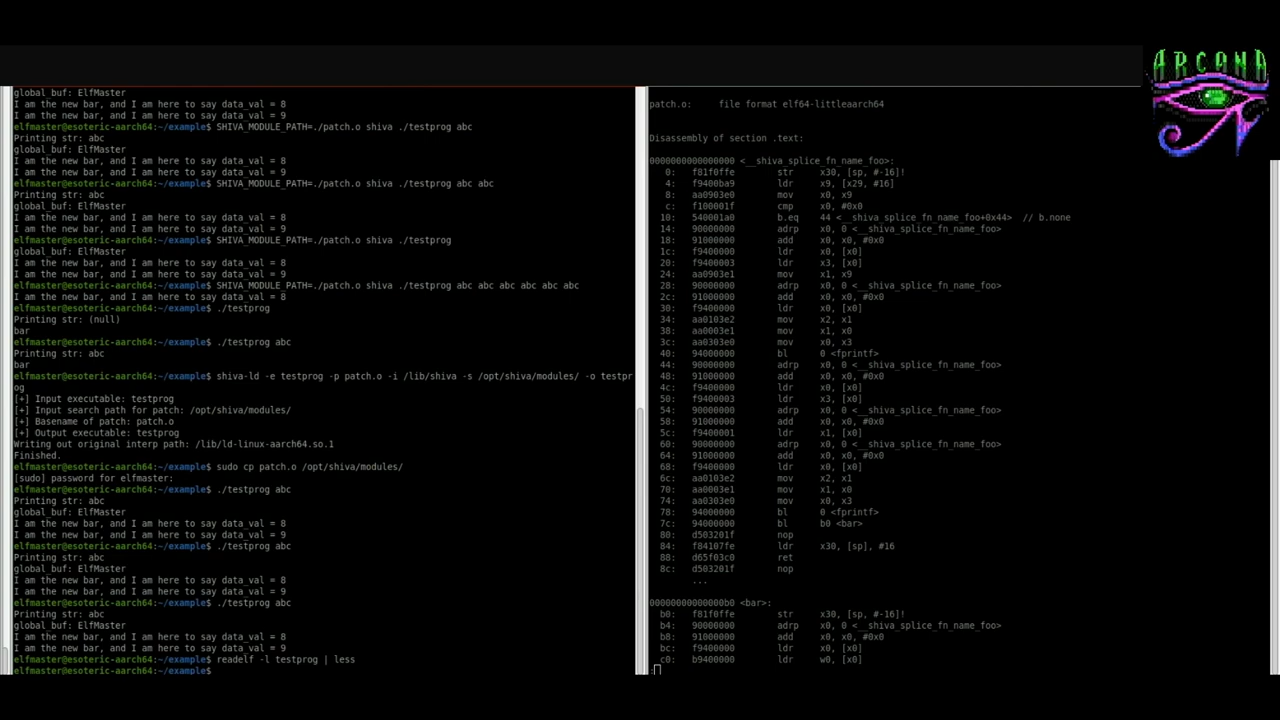 ARCANA
global_buf: ElfMaster
I am the new bar, and I am here to say data_val = 8
I am the new bar, and I am here to say data_val = 9
elfmaster@esoteric-aarch64:~/example$ SHIVA_MODULE_PATH=./patch.o shiva ./testprog abc
Printing str: abc
global_buf: ElfMaster
I am the new bar, and I am here to say data_val = 8
I am the new bar, and I am here to say data_val = 9
elfmaster@esoteric-aarch64:~/example$ SHIVA_MODULE_PATH=./patch.o shiva ./testprog abc abc
Printing str: abc
global_buf: ElfMaster
I am the new bar, and I am here to say data_val = 8
I am the new bar, and I am here to say data_val = 9
elfmaster@esoteric-aarch64:~/example$ SHIVA_MODULE_PATH=./patch.o shiva ./testprog
global_buf: ElfMaster
I am the new bar, and I am here to say data_val = 8
I am the new bar, and I am here to say data_val = 9
elfmaster@esoteric-aarch64:~/example$ SHIVA_MODULE_PATH=./patch.o shiva ./testprog abc abc abc abc abc abc
I am the new bar, and I am here to say data_val = 8
elfmaster@esoteric-aarch64:~/example$ ./testprog
Printing str: (null)
bar
elfmaster@esoteric-aarch64:~/example$ ./testprog abc
Printing str: abc
bar
elfmaster@esoteric-aarch64:~/example$ shiva-ld -e testprog -p patch.o -i /lib/shiva -s /opt/shiva/modules/ -o testpr
og
[+] Input executable: testprog
[+] Input search path for patch: /opt/shiva/modules/
[+] Basename of patch: patch.o
[+] Output executable: testprog
Writing out original interp path: /lib/ld-linux-aarch64.so.1
Finished.
elfmaster@esoteric-aarch64:~/example$ sudo cp patch.o /opt/shiva/modules/
[sudo] password for elfmaster:
elfmaster@esoteric-aarch64:~/example$ ./testprog abc
Printing str: abc
global_buf: ElfMaster
I am the new bar, and I am here to say data_val = 8
I am the new bar, and I am here to say data_val = 9
elfmaster@esoteric-aarch64:~/example$ ./testprog abc
Printing str: abc
global_buf: ElfMaster
I am the new bar, and I am here to say data_val = 8
I am the new bar, and I am here to say data_val = 9
elfmaster@esoteric-aarch64:~/example$ ./testprog abc
Printing str: abc
global_buf: ElfMaster
I am the new bar, and I am here to say data_val = 8
I am the new bar, and I am here to say data_val = 9
elfmaster@esoteric-aarch64:~/example$ readelf -l testprog | less
elfmaster@esoteric-aarch64:~/example$
patch.o: file format elf64-littleaarch64
Disassembly of section .text:
0000000000000000 <__shiva_splice_fn_name_foo>:
0: f81f0ffe str x30, [sp, #-16]!
4: f9400ba9 ldr x9, [x29, #16]
8: aa0903e0 mov x0, x9
c: f100001f cmp x0, #0x0
10: 540001a0 b.eq 44 <__shiva_splice_fn_name_foo+0x44> // b.none
14: 90000000 adrp x0, 0 <__shiva_splice_fn_name_foo>
18: 91000000 add x0, x0, #0x0
1c: f9400000 ldr x0, [x0]
20: f9400003 ldr x3, [x0]
24: aa0903e1 mov x1, x9
28: 90000000 adrp x0, 0 <__shiva_splice_fn_name_foo>
2c: 91000000 add x0, x0, #0x0
30: f9400000 ldr x0, [x0]
34: aa0103e2 mov x2, x1
38: aa0003e1 mov x1, x0
3c: aa0303e0 mov x0, x3
40: 94000000 bl 0 <fprintf>
44: 90000000 adrp x0, 0 <__shiva_splice_fn_name_foo>
48: 91000000 add x0, x0, #0x0
4c: f9400000 ldr x0, [x0]
50: f9400003 ldr x3, [x0]
54: 90000000 adrp x0, 0 <__shiva_splice_fn_name_foo>
58: 91000000 add x0, x0, #0x0
5c: f9400001 ldr x1, [x0]
60: 90000000 adrp x0, 0 <__shiva_splice_fn_name_foo>
64: 91000000 add x0, x0, #0x0
68: f9400000 ldr x0, [x0]
6c: aa0103e2 mov x2, x1
70: aa0003e1 mov x1, x0
74: aa0303e0 mov x0, x3
78: 94000000 bl 0 <fprintf>
7c: 94000000 bl b0 <bar>
80: d503201f nop
84: f84107fe ldr x30, [sp], #16
88: d65f03c0 ret
8c: d503201f nop
...
00000000000000b0 <bar>:
b0: f81f0ffe str x30, [sp, #-16]!
b4: 90000000 adrp x0, 0 <__shiva_splice_fn_name_foo>
b8: 91000000 add x0, x0, #0x0
bc: f9400000 ldr x0, [x0]
c0: b9400000 ldr w0, [x0]
: